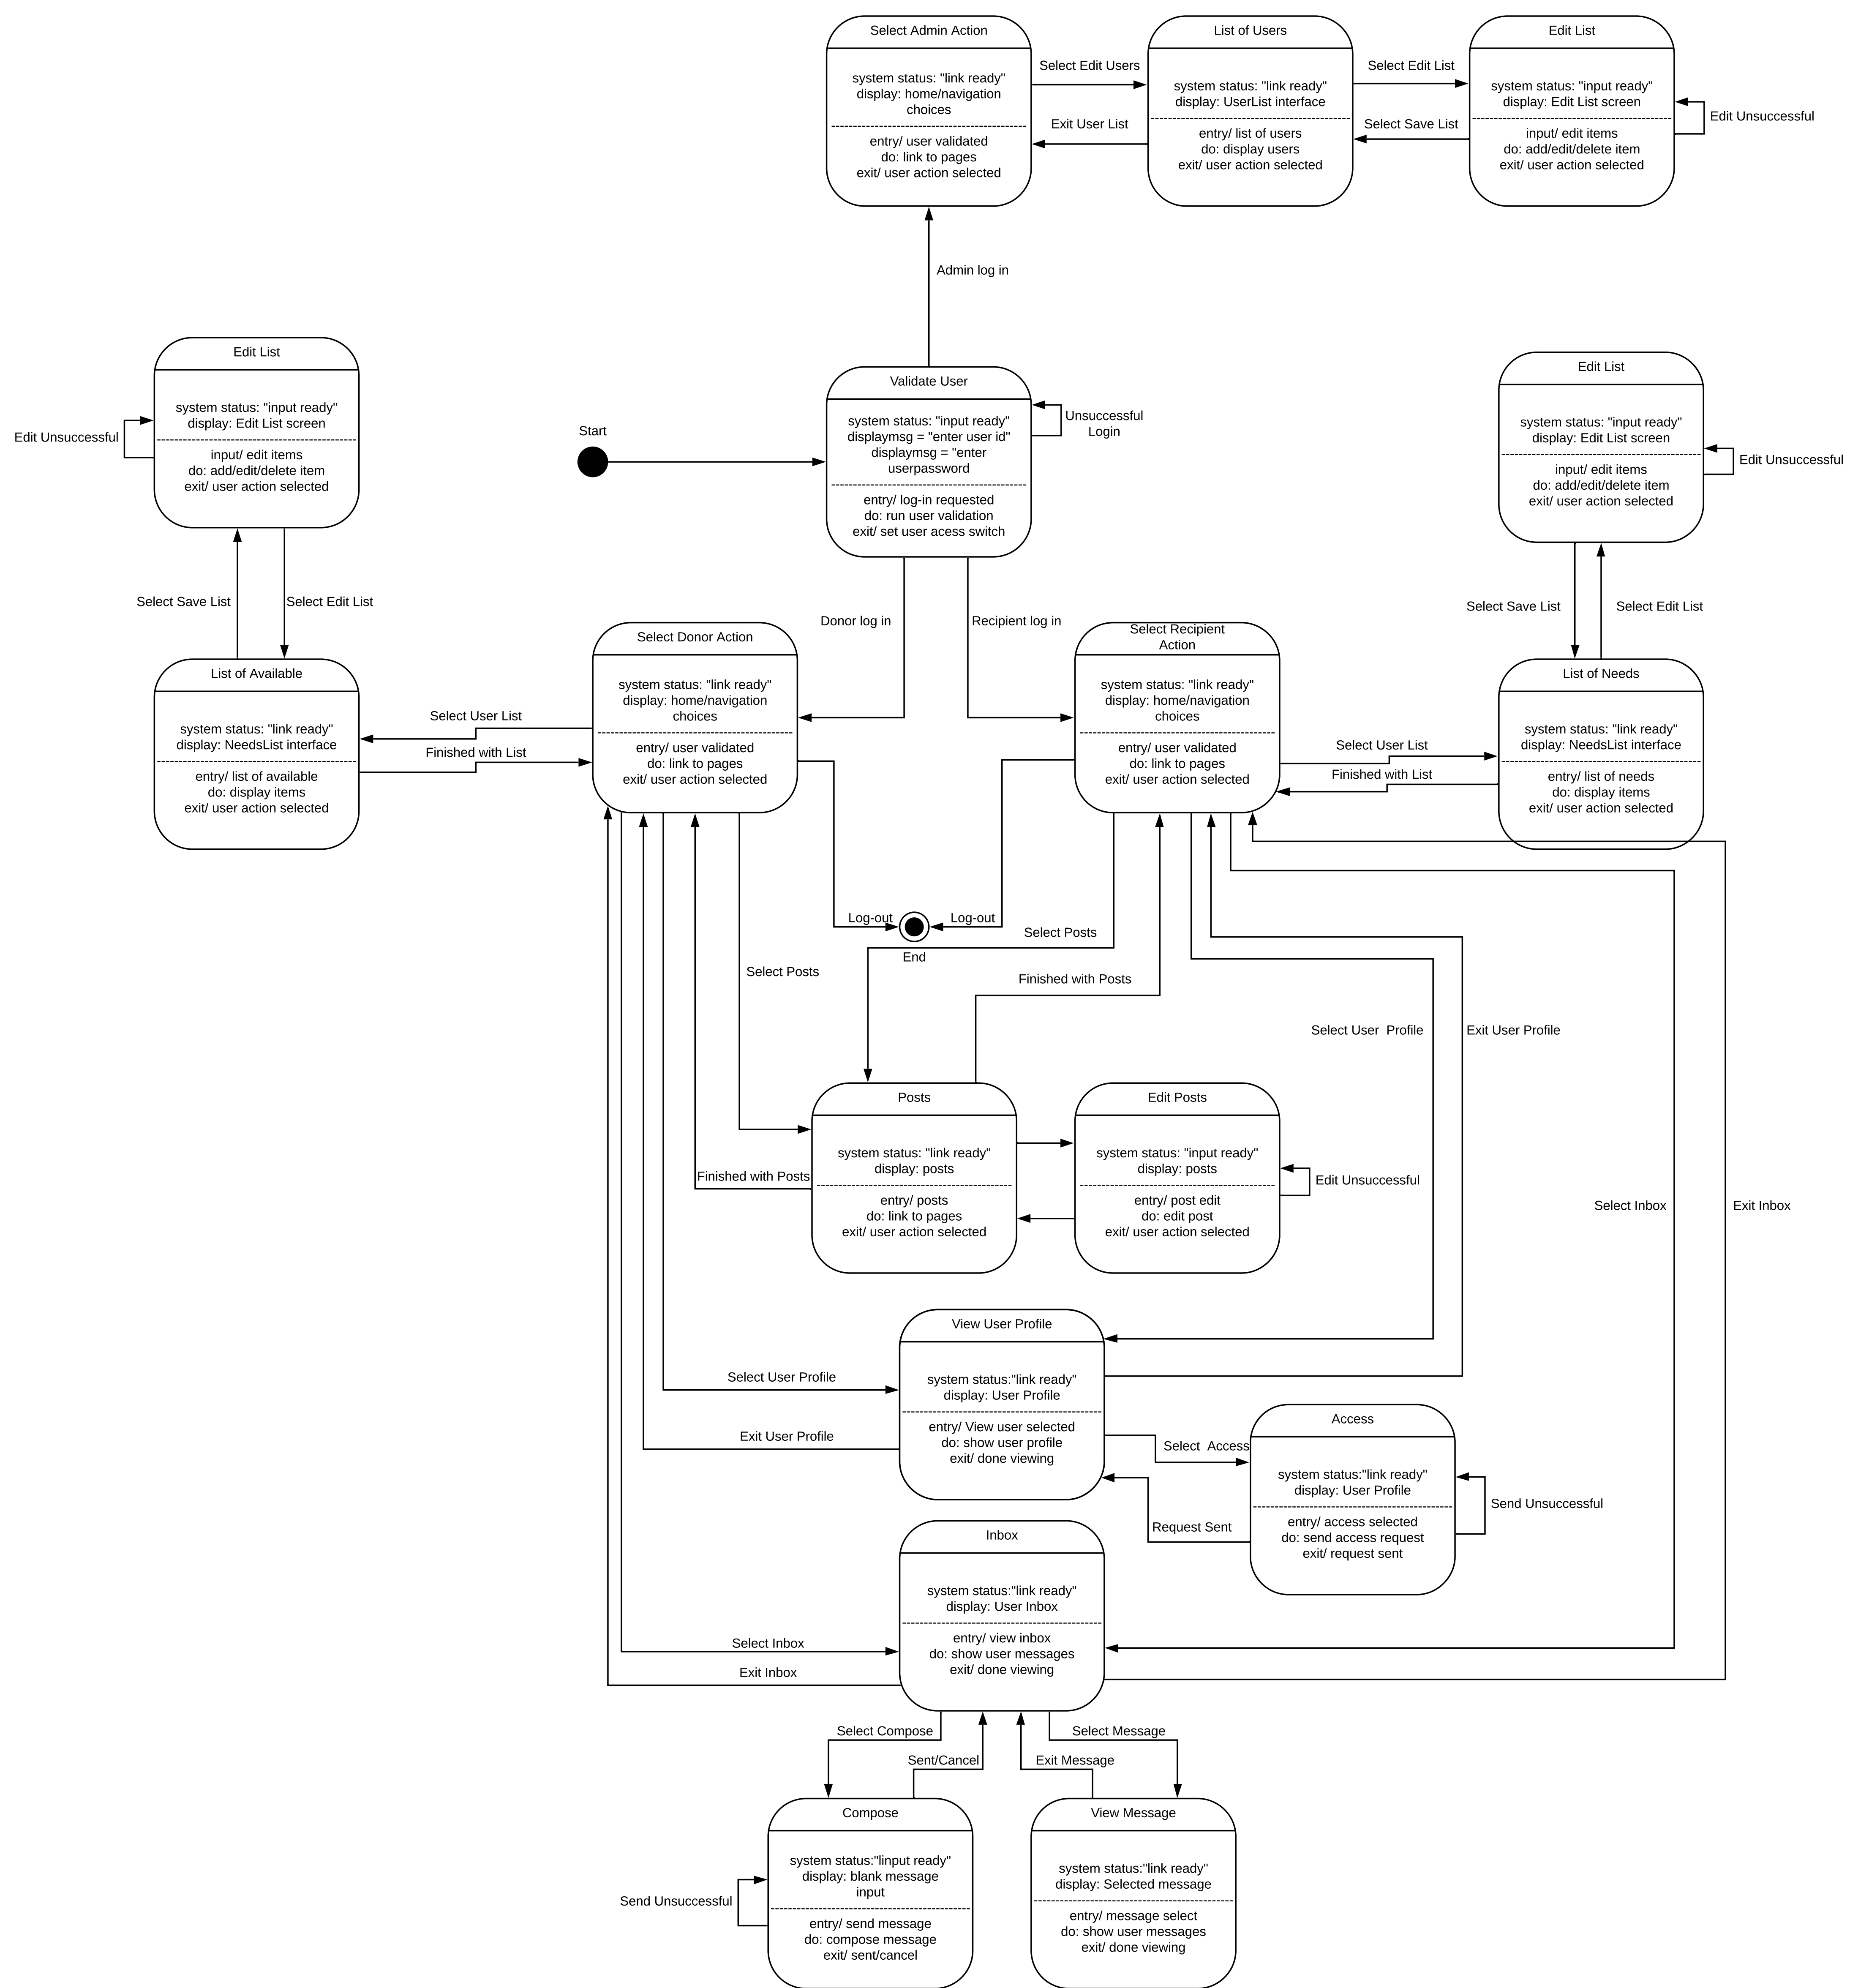 Select Admin Action
system status: "link ready"
display: home/navigation
choices
entry/ user validated
do: link to pages
exit/ user action selected
Select Edit Users
Exit User List
List of Users
system status: "link ready"
display: UserList interface
entry/ list of users
do: display users
exit/ user action selected
Select Edit List
Select Save List
Edit List
system status: "input ready"
display: Edit List screen
input/ edit items
do: add/edit/delete item
exit/ user action selected
Edit Unsuccessful
Admin log in
Edit List
system status: "input ready"
display: Edit List screen
input/ edit items
do: add/edit/delete item
exit/ user action selected
Edit Unsuccessful
Start
Validate User
system status: "input ready"
displaymsg = "enter user id"
displaymsg = "enter
userpassword
entry/ log-in requested
do: run user validation
exit/ set user acess switch
Unsuccessful
Login
Edit List
system status: "input ready"
display: Edit List screen
input/ edit items
do: add/edit/delete item
exit/ user action selected
Edit Unsuccessful
Select Save List
Select Edit List
Donor log in
Recipient log in
Select Save List
Select Edit List
List of Available
system status: "link ready"
display: NeedsList interface
entry/ list of available
do: display items
exit/ user action selected
Select User List
Finished with List
Select Donor Action
system status: "link ready"
display: home/navigation
choices
entry/ user validated
do: link to pages
exit/ user action selected
Select Recipient
Action
system status: "link ready"
display: home/navigation
choices
entry/ user validated
do: link to pages
exit/ user action selected
Select User List
Finished with List
List of Needs
system status: "link ready"
display: NeedsList interface
entry/ list of needs
do: display items
exit/ user action selected
Log-out
Log-out
End
Select Posts
Select Posts
Finished with Posts
Select User  Profile
Exit User Profile
Posts
system status: "link ready"
display: posts
entry/ posts
do: link to pages
exit/ user action selected
Finished with Posts
Edit Posts
system status: "input ready"
display: posts
entry/ post edit
do: edit post
exit/ user action selected
Edit Unsuccessful
Select Inbox
Exit Inbox
View User Profile
system status:"link ready"
display: User Profile
entry/ View user selected
do: show user profile
exit/ done viewing
Select User Profile
Exit User Profile
Select  Access
Request Sent
Access
system status:"link ready"
display: User Profile
entry/ access selected
do: send access request
exit/ request sent
Send Unsuccessful
Inbox
system status:"link ready"
display: User Inbox
entry/ view inbox
do: show user messages
exit/ done viewing
Select Inbox
Exit Inbox
Select Compose
Sent/Cancel
Select Message
Exit Message
Compose
system status:"linput ready"
display: blank message
input
entry/ send message
do: compose message
exit/ sent/cancel
Send Unsuccessful
View Message
system status:"link ready"
display: Selected message
entry/ message select
do: show user messages
exit/ done viewing